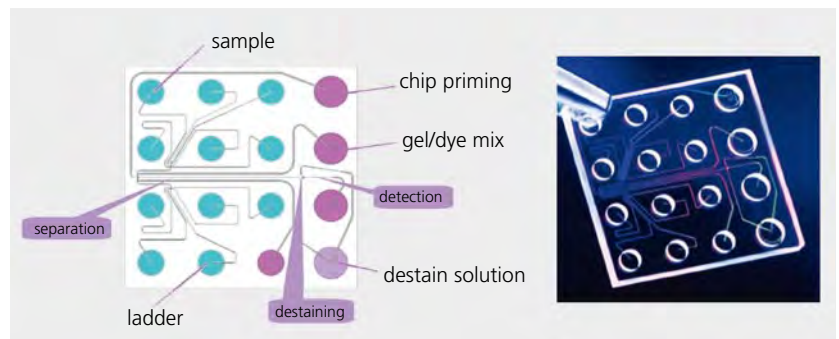 sample
chip priming
gel/dye mix
detection
separation
destain solution
ladder
destaining